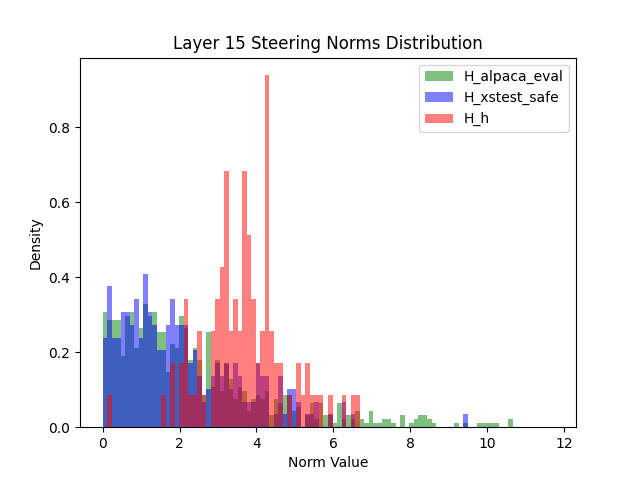 Layer 15 Steering Norms Distribution
H_alpaca_eval
H_xstest_safe
H_h
Density
0.8
0.6
0.4
0.2
0.0
0 2 4 6 8 10 12
Norm Value